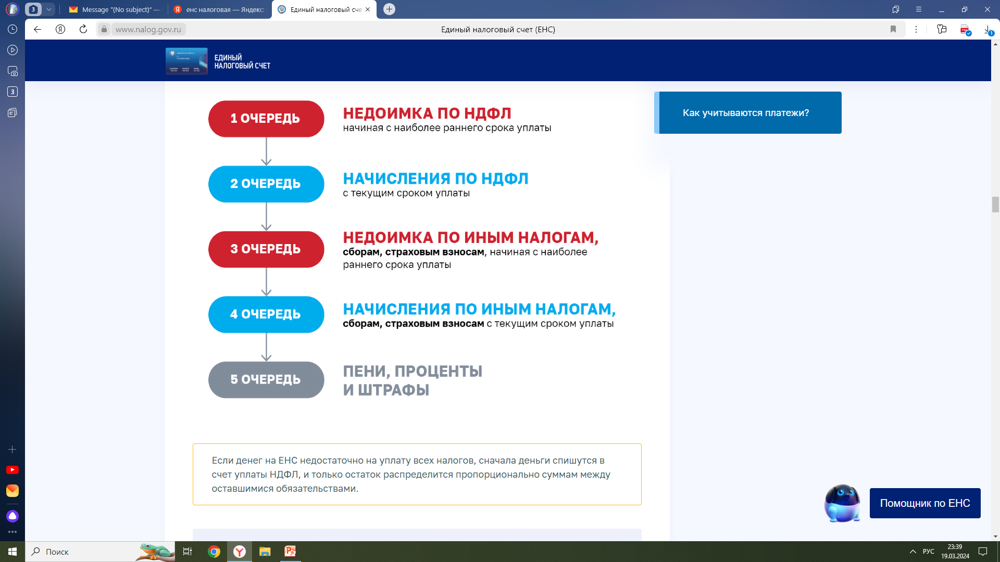 3
Message "(No subject)" —
енс налоговая — Яндекс:
Единый налоговый сче
www.nalog.gov.ru
Единый налоговый счет (ЕНС)
1
3
ЕДИНЫЙ
НАЛОГОВЫЙ СЧЕТ
1 ОЧЕРЕДЬ
НЕДОИМКА ПО НДФЛ
начиная с наиболее раннего срока уплаты
Как учитываются платежи?
2 ОЧЕРЕДЬ
НАЧИСЛЕНИЯ ПО НДФЛ
с текущим сроком уплаты
3 ОЧЕРЕДЬ
НЕДОИМКА ПО ИНЫМ НАЛОГАМ,
сборам, страховым взносам, начиная с наиболее
раннего срока уплаты
4 ОЧЕРЕДЬ
НАЧИСЛЕНИЯ ПО ИНЫМ НАЛОГАМ,
сборам, страховым взносам с текущим сроком уплаты
5 ОЧЕРЕДЬ
ПЕНИ, ПРОЦЕНТЫ
И ШТРАФЫ
Если денег на ЕНС недостаточно на уплату всех налогов, сначала деньги спишутся в
счет уплаты НДФЛ, и только остаток распределится пропорционально суммам между
оставшимися обязательствами.
Помощник по ЕНС
Поиск
РУС
23:39
19.03.2024